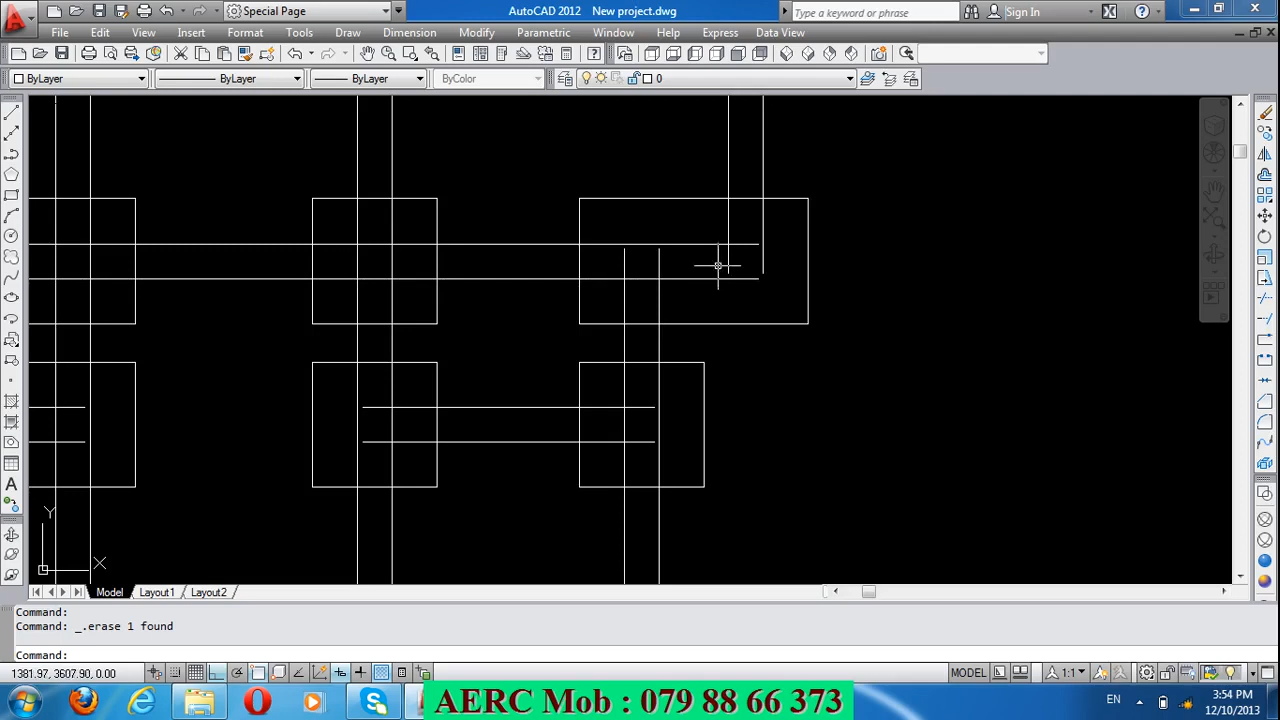 Special Page
AutoCAD 2012 New project.dwg
Type a keyword or phrase
Sign In
File Edit View Insert Format Tools Draw Dimension Modify Parametric Window Help Express Data View
ByLayer
ByLayer
ByLayer
ByColor
0
Y
X
Model Layout1 Layout2
Command:
Command: _.erase 1 found
Command:
1381.97, 3607.90, 0.00
MODEL
1:1
AERC Mob : 079 88 66 373
EN
3:54 PM
12/10/2013